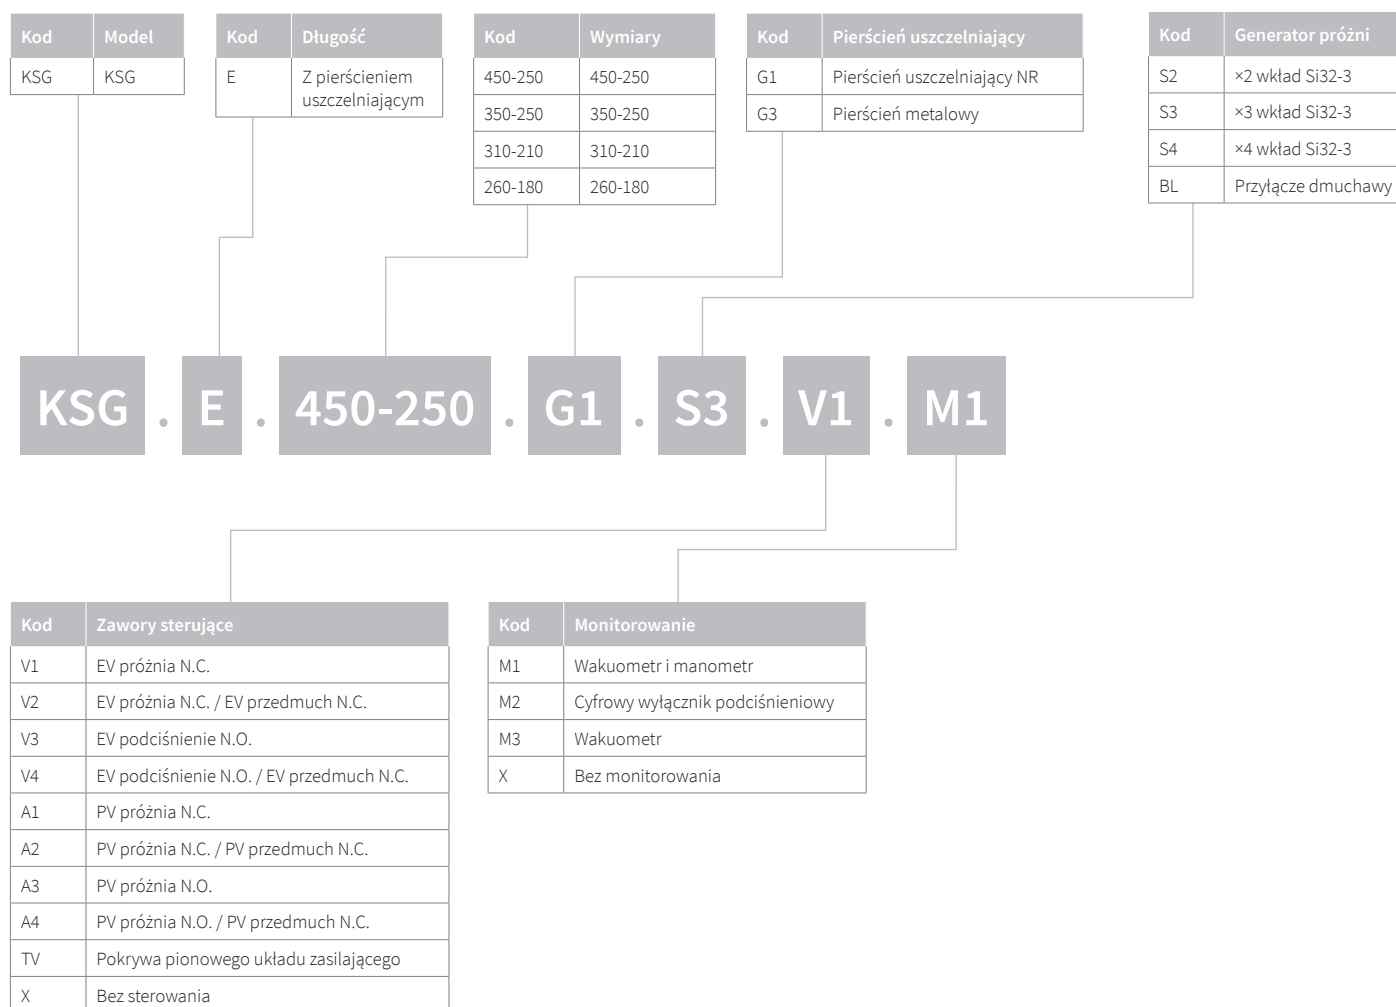 Kod Model
KSG KSG
Kod Długość
E Z pierścieniem
uszczelniającym
Kod Wymiary
450-250 450-250
350-250 350-250
310-210 310-210
260-180 260-180
Kod Pierścień uszczelniający
G1 Pierścień uszczelniający NR
G3 Pierścień metalowy
Kod Generator próżni
S2 ×2 wkład Si32-3
S3 ×3 wkład Si32-3
S4 ×4 wkład Si32-3
BL Przyłącze dmuchawy
KSG . E . 450-250 . G1 . S3 . V1 . M1
Kod Zawory sterujące
V1 EV próżnia N.C.
V2 EV próżnia N.C. / EV przedmuch N.C.
V3 EV podciśnienie N.O.
V4 EV podciśnienie N.O. / EV przedmuch N.C.
A1 PV próżnia N.C.
A2 PV próżnia N.C. / PV przedmuch N.C.
A3 PV próżnia N.O.
A4 PV próżnia N.O. / PV przedmuch N.C.
TV Pokrywa pionowego układu zasilającego
X Bez sterowania
Kod Monitorowanie
M1 Wakuometr i manometr
M2 Cyfrowy wyłącznik podciśnieniowy
M3 Wakuometr
X Bez monitorowania